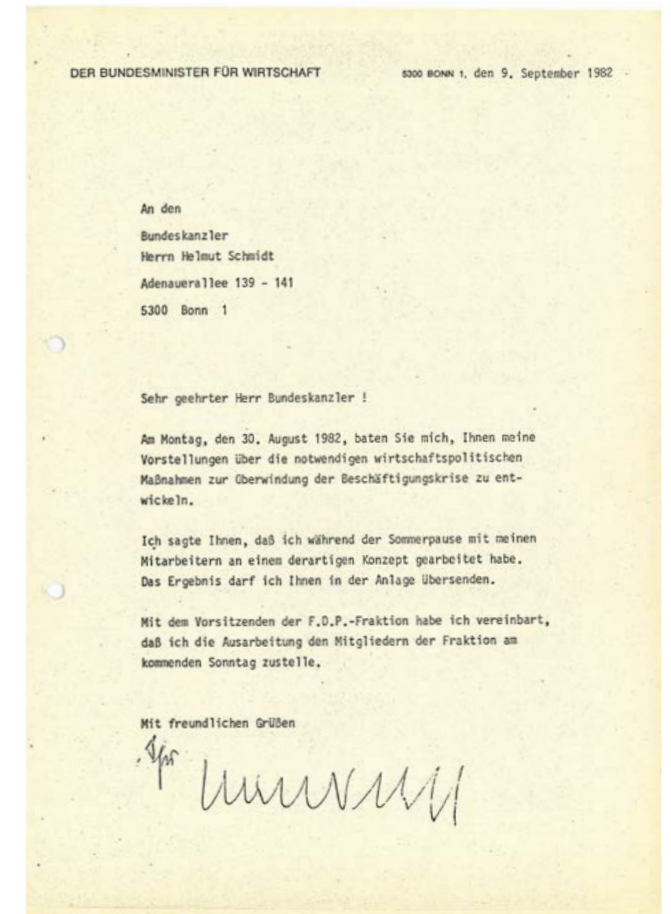 DER BUNDESMINISTER FÜR WIRTSCHAFT
5300 BONN 1, den 9. September 1982
An den
Bundeskanzler
Herrn Helmut Schmidt
Adenauerallee 139 - 141
5300 Bonn 1
Sehr geehrter Herr Bundeskanzler !
Am Montag, den 30. August 1982, baten Sie mich, Ihnen meine
Vorstellungen über die notwendigen wirtschaftspolitischen
Maßnahmen zur Überwindung der Beschäftigungskrise zu ent-
wickeln.
Ich sagte Ihnen, daß ich während der Sommerpause mit meinen
Mitarbeitern an einem derartigen Konzept gearbeitet habe.
Das Ergebnis darf ich Ihnen in der Anlage übersenden.
Mit dem Vorsitzenden der F.D.P.-Fraktion habe ich vereinbart,
daß ich die Ausarbeitung den Mitgliedern der Fraktion am
kommenden Sonntag zustelle.
Mit freundlichen Grüßen
Ihr